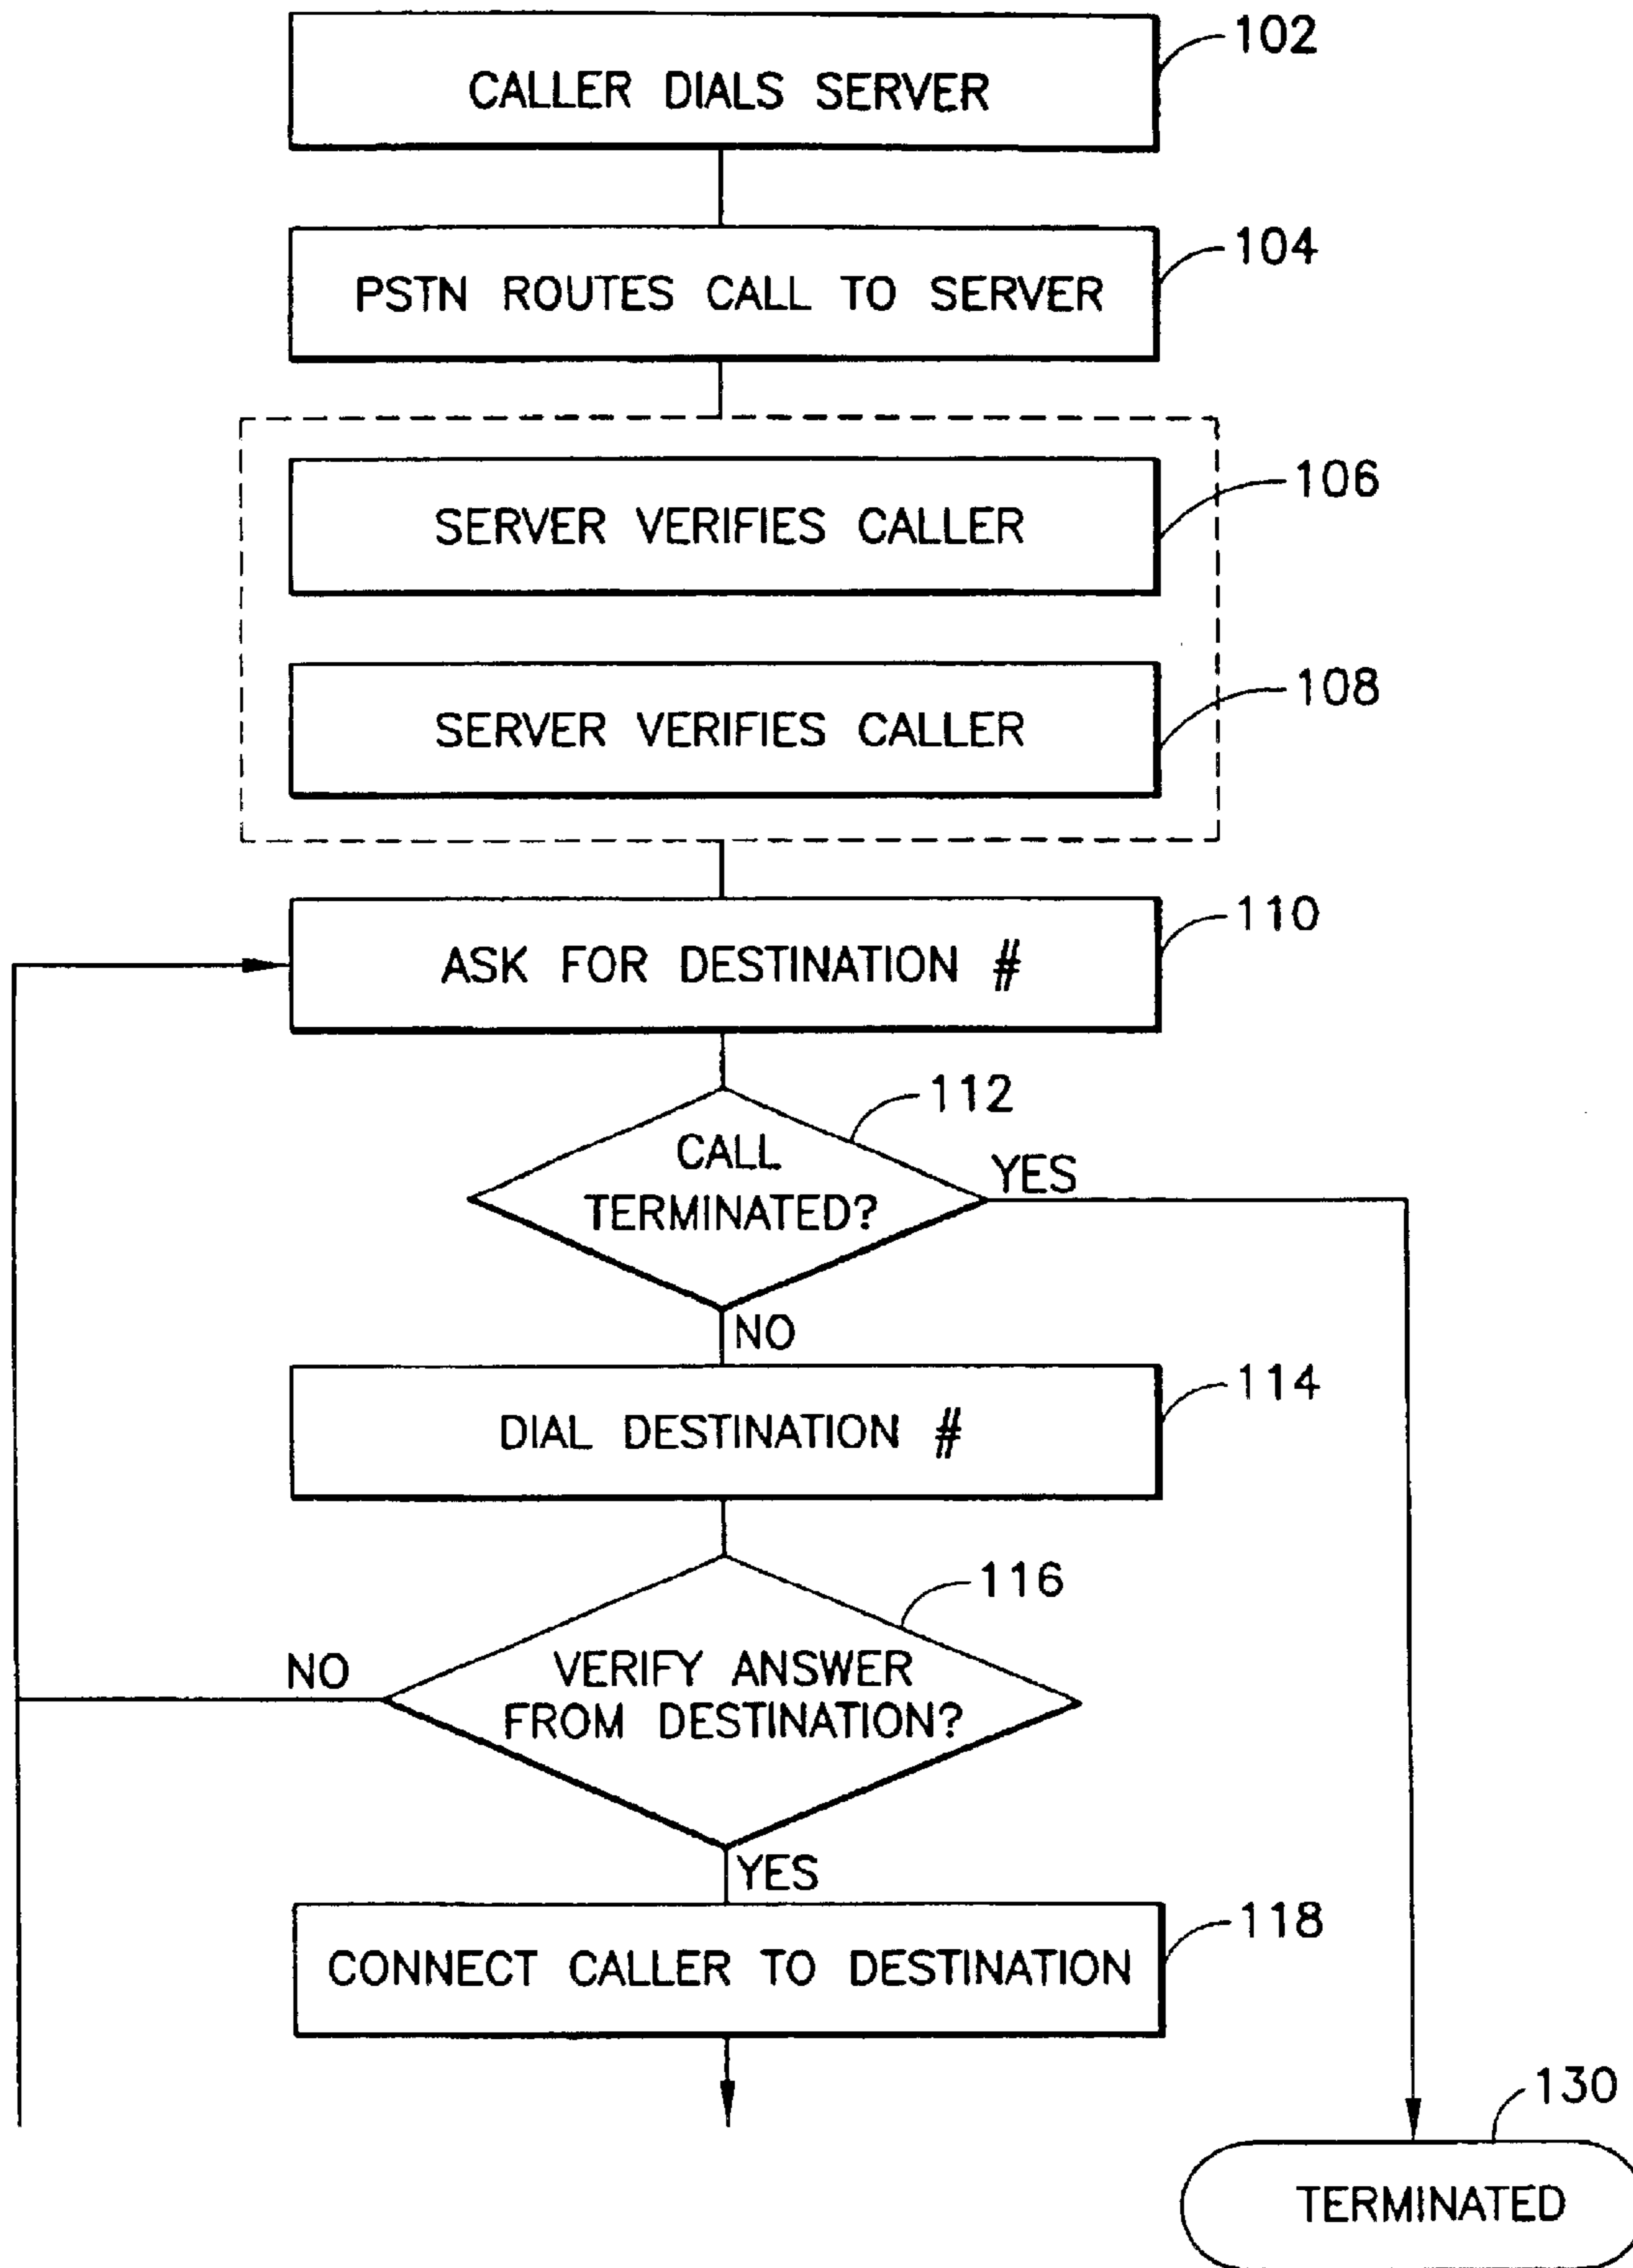 102
CALLER DIALS SERVER
104
PSTN ROUTES CALL TO SERVER
106
SERVER VERIFIES CALLER
108
SERVER VERIFIES CALLER
110
ASK FOR DESTINATION #
112
CALL
TERMINATED?
YES
NO
114
DIAL DESTINATION #
116
VERIFY ANSWER
FROM DESTINATION?
NO
YES
118
CONNECT CALLER TO DESTINATION
130
TERMINATED